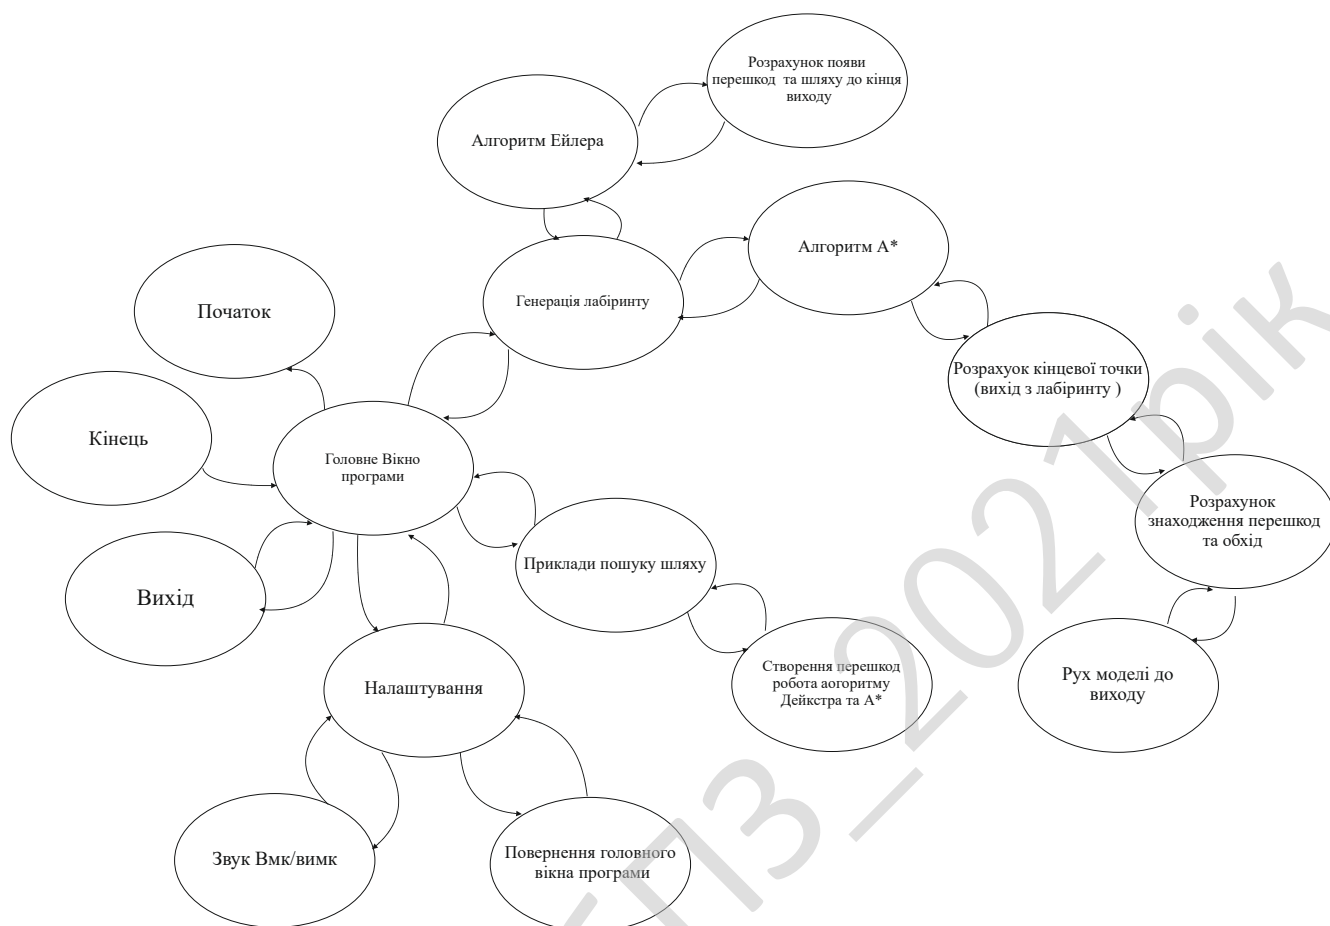 Розрахунок появи
перешкод та шляху до кінця
виходу
Алгоритм Ейлера
Алгоритм А*
Генерація лабіринту
Початок
Розрахуок кінцевої точки
(вихід з лабіринту )
Кінець
Головне Вікно
програми
Розрахунок
знаходження перешкод
та обхід
Приклади пошуку шляху
Вихід
Створення перешкод
робота аогоритму
Дейкстра та А*
Рух моделі до
виходу
Налаштування
Звук Вмк/вимк
Повернення головного
вікна програми
ПЗ_2021рік